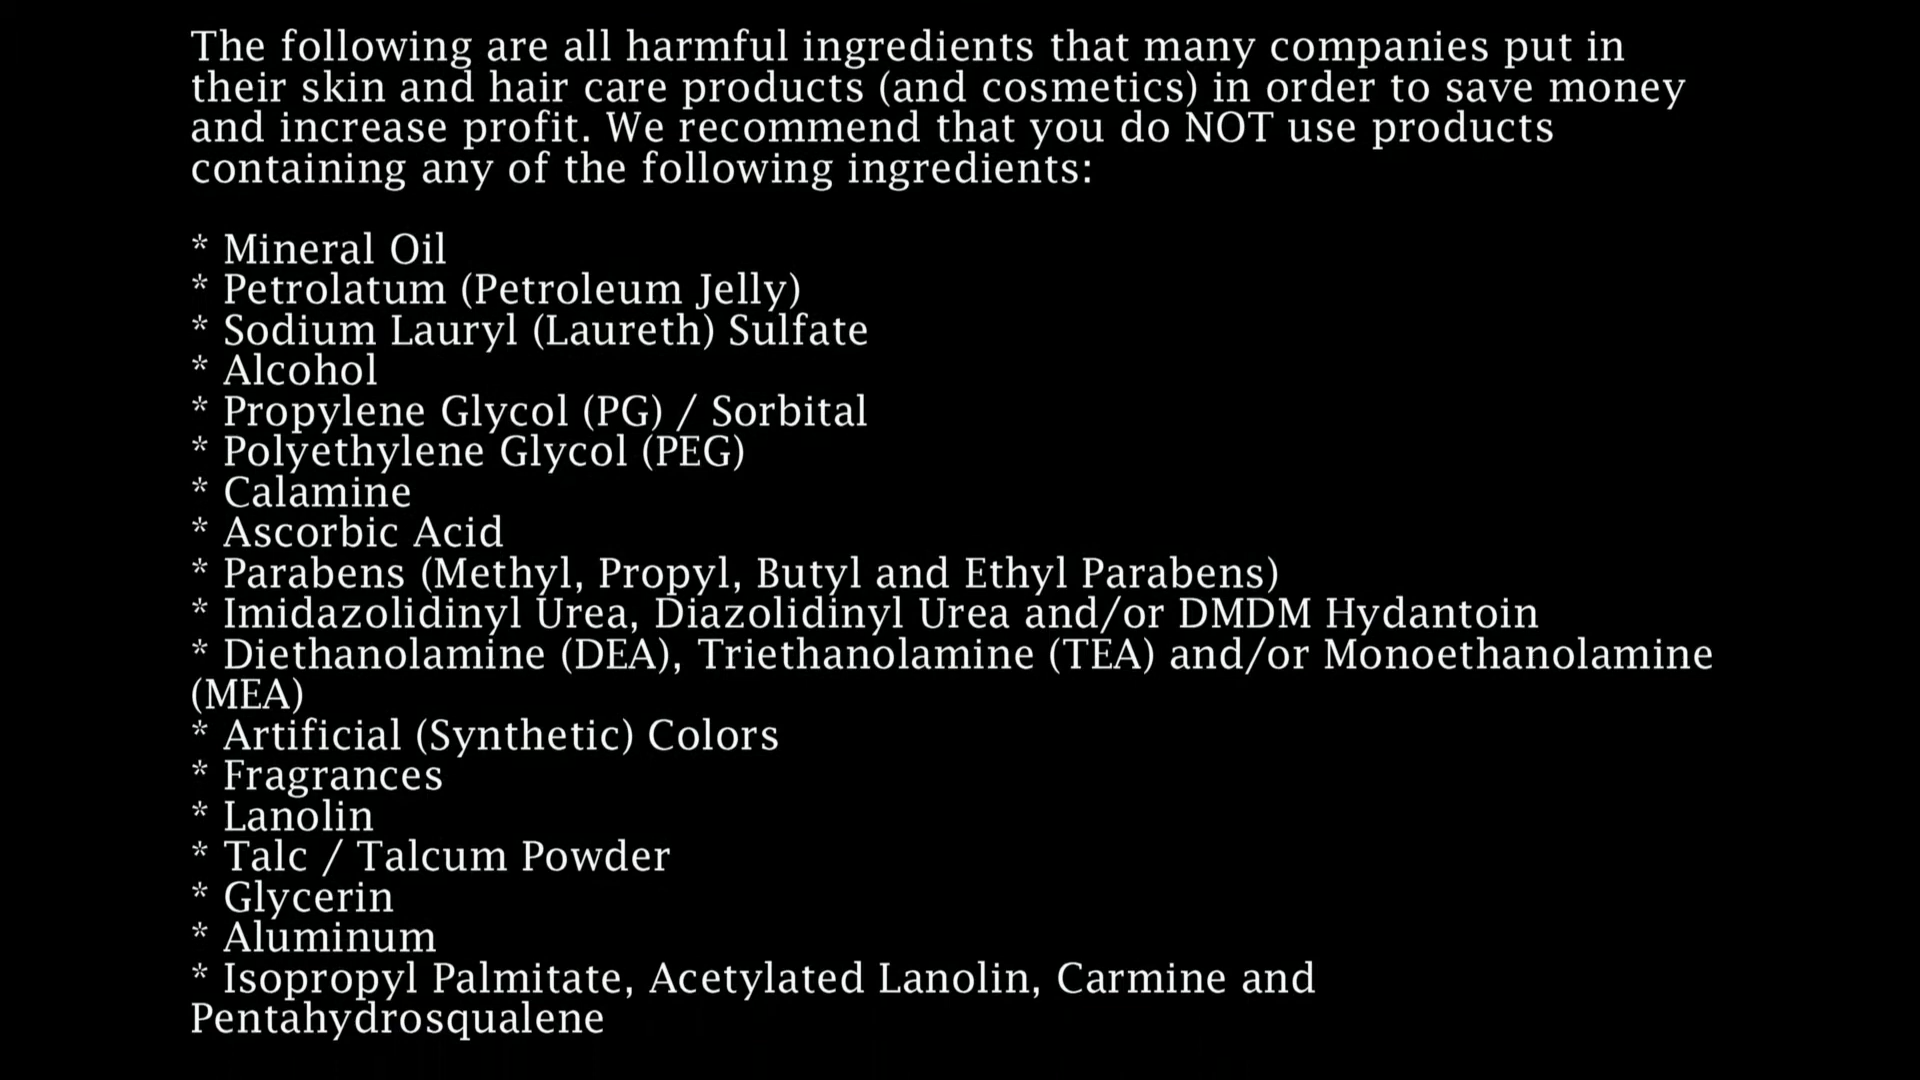 The following are all harmful ingredients that many companies put in
their skin and hair care products (and cosmetics) in order to save money
and increase profit. We recommend that you do NOT use products
containing any of the following ingredients:
* Mineral Oil
* Petrolatum (Petroleum Jelly)
* Sodium Lauryl (Laureth) Sulfate
* Alcohol
* Propylene Glycol (PG) / Sorbital
* Polyethylene Glycol (PEG)
* Calamine
* Ascorbic Acid
* Parabens (Methyl, Propyl, Butyl and Ethyl Parabens)
* Imidazolidinyl Urea, Diazolidinyl Urea and/or DMDM Hydantoin
* Diethanolamine (DEA), Triethanolamine (TEA) and/or Monoethanolamine
(MEA)
* Artificial (Synthetic) Colors
* Fragrances
* Lanolin
* Talc / Talcum Powder
* Glycerin
* Aluminum
* Isopropyl Palmitate, Acetylated Lanolin, Carmine and
Pentahydrosqualene